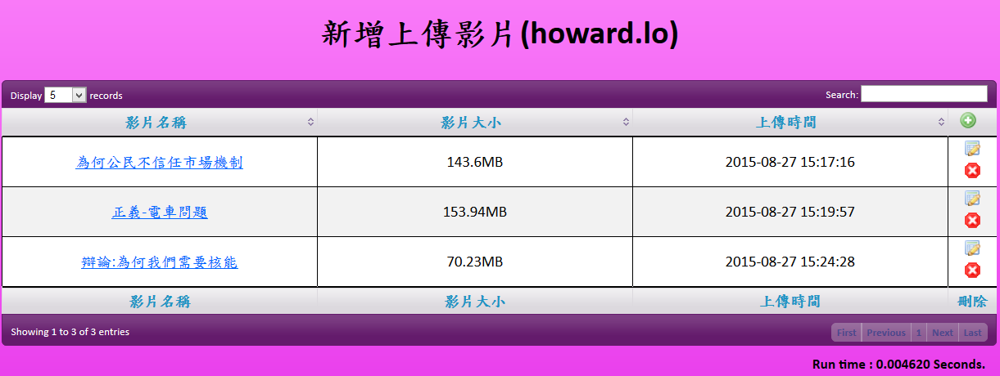 新增上傳影片(howard.lo)
Display 5 records Search:
影片名稱 影片大小 上傳時間
為何公民不信任市場機制 143.6MB 2015-08-27 15:17:16
正義-電車問題 153.94MB 2015-08-27 15:19:57
辯論:為何我們需要核能 70.23MB 2015-08-27 15:24:28
影片名稱 影片大小 上傳時間 刪除
Showing 1 to 3 of 3 entries First Previous 1 Next Last
Run time : 0.004620 Seconds.